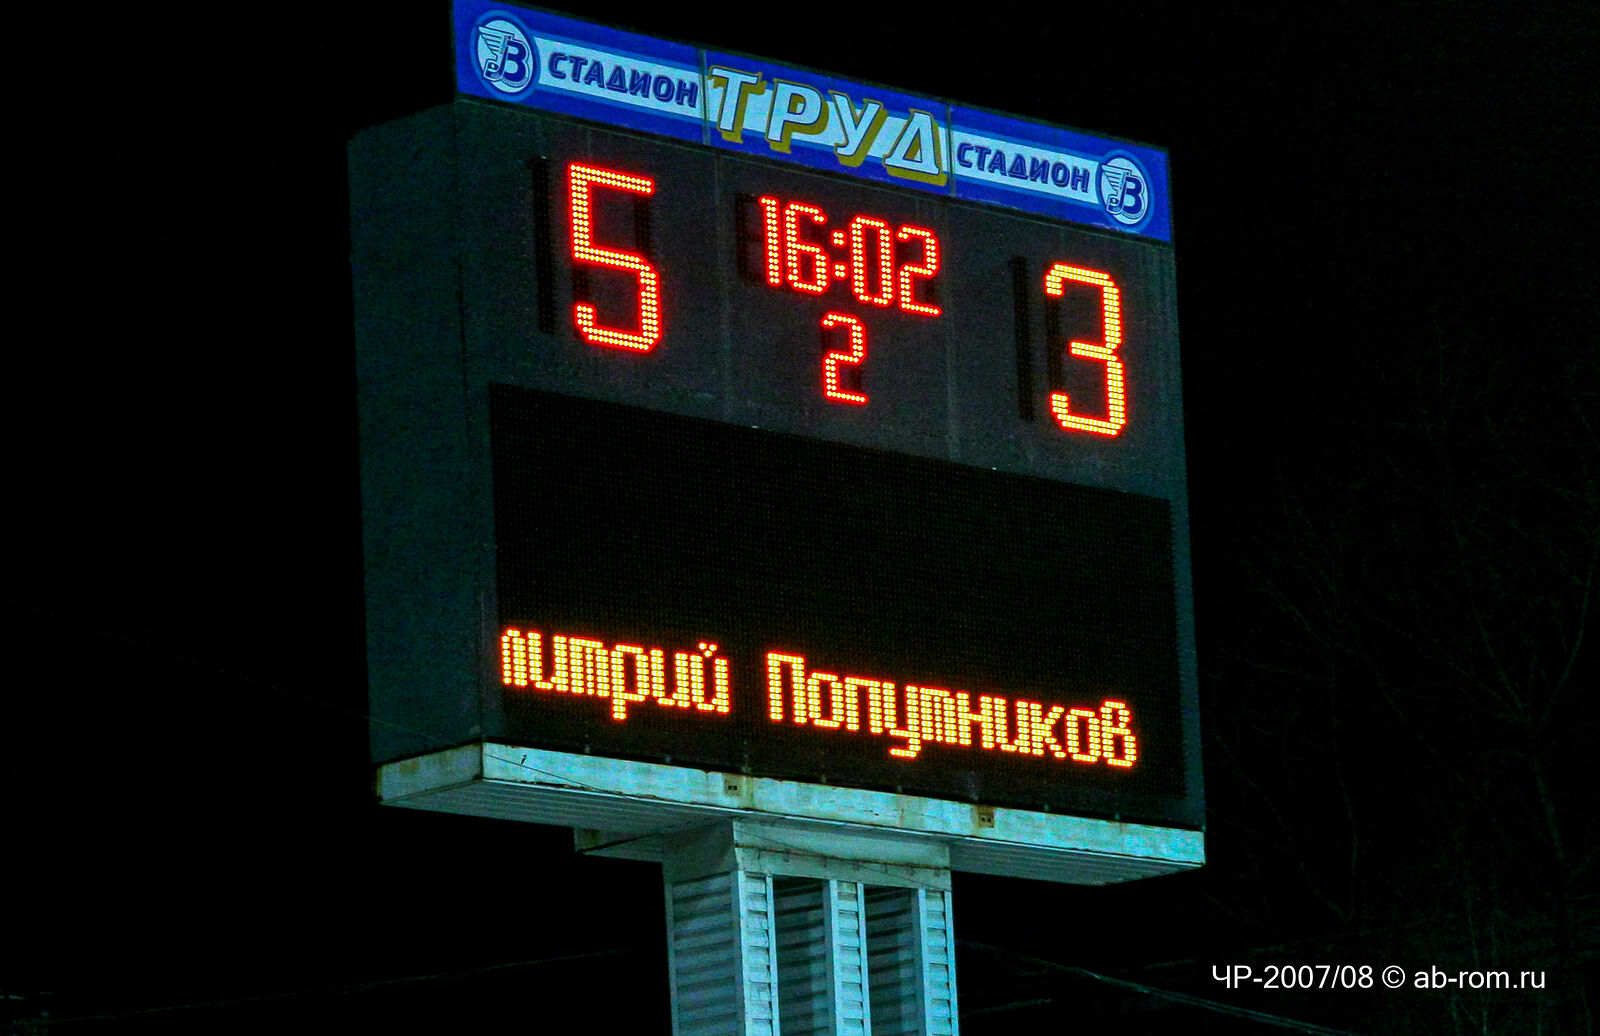 СТАДИОН ТРУД СТАДИОН
5 16:02 3
2
итрий Попутников
ЧР-2007/08 © ab-rom.ru